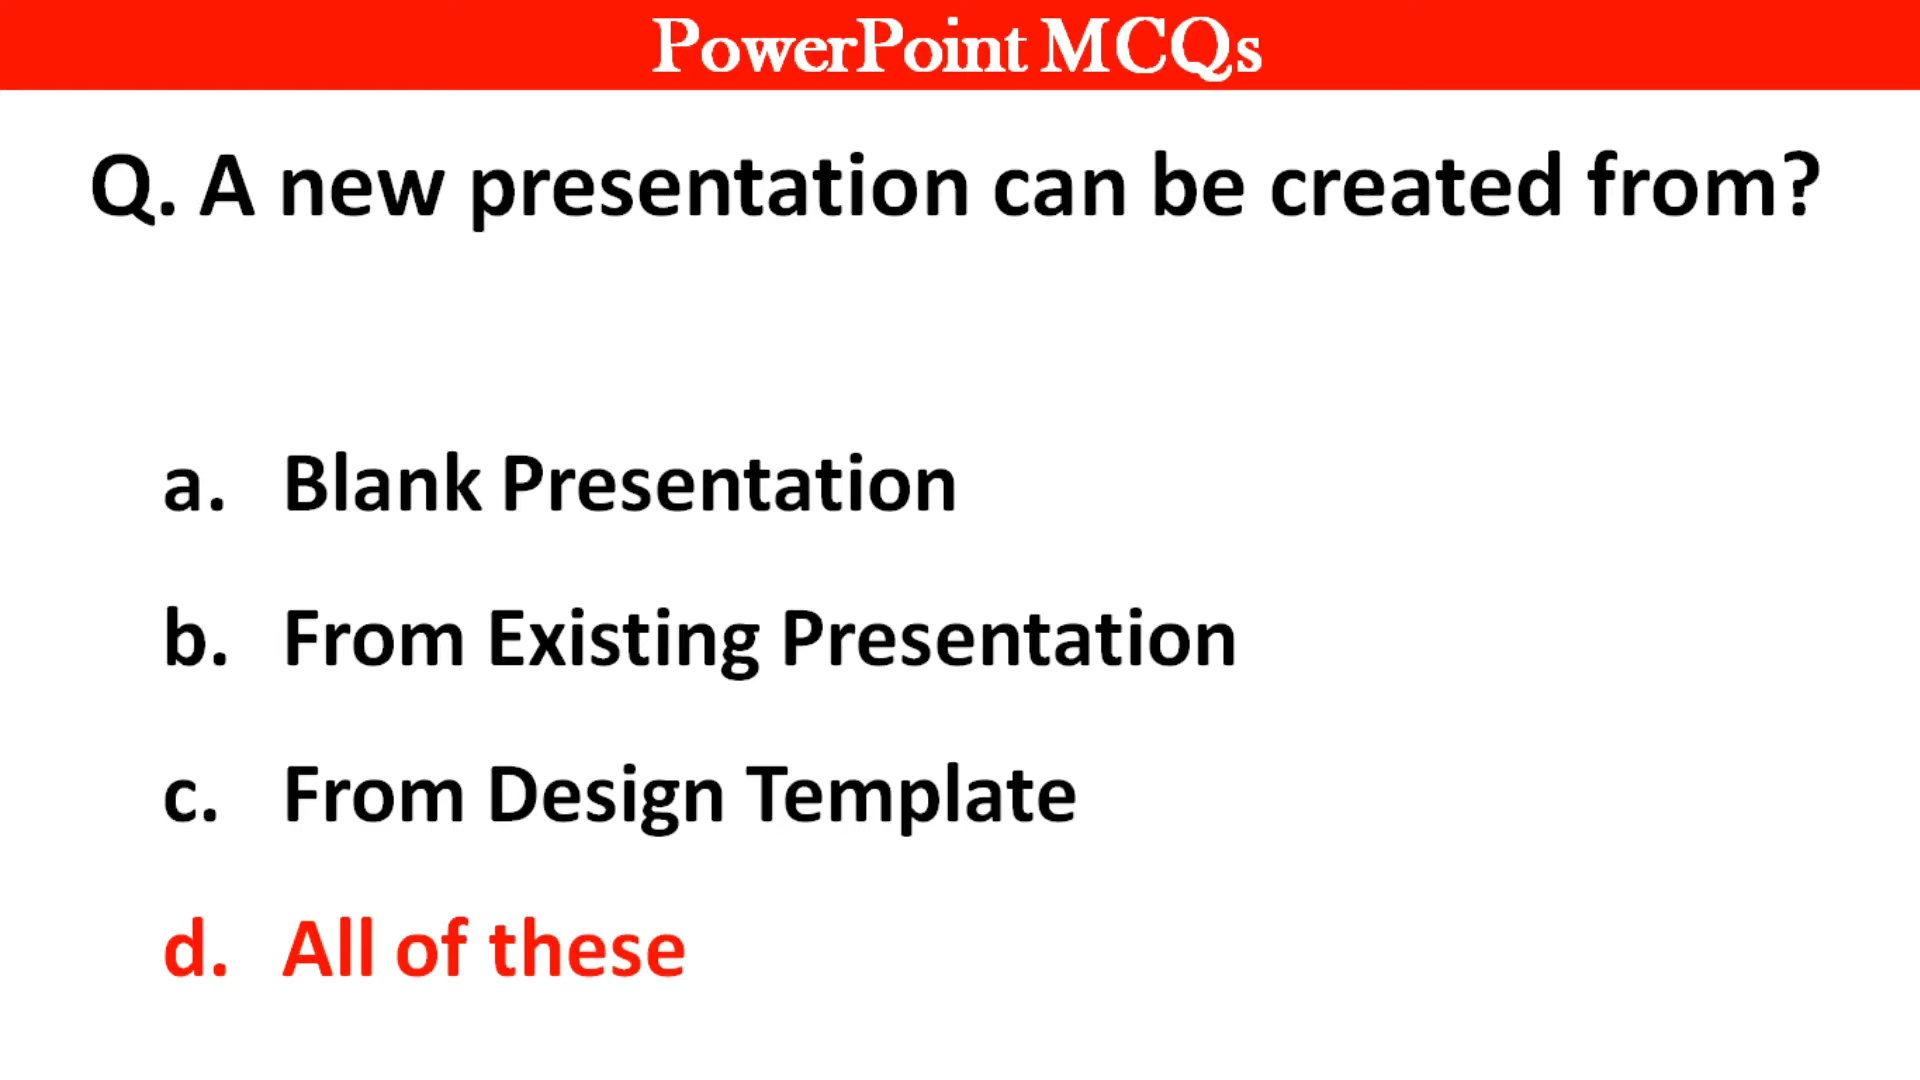 PowerPoint MCQs
Q. A new presentation can be created from?
a. Blank Presentation
b. From Existing Presentation
c. From Design Template
d. All of these